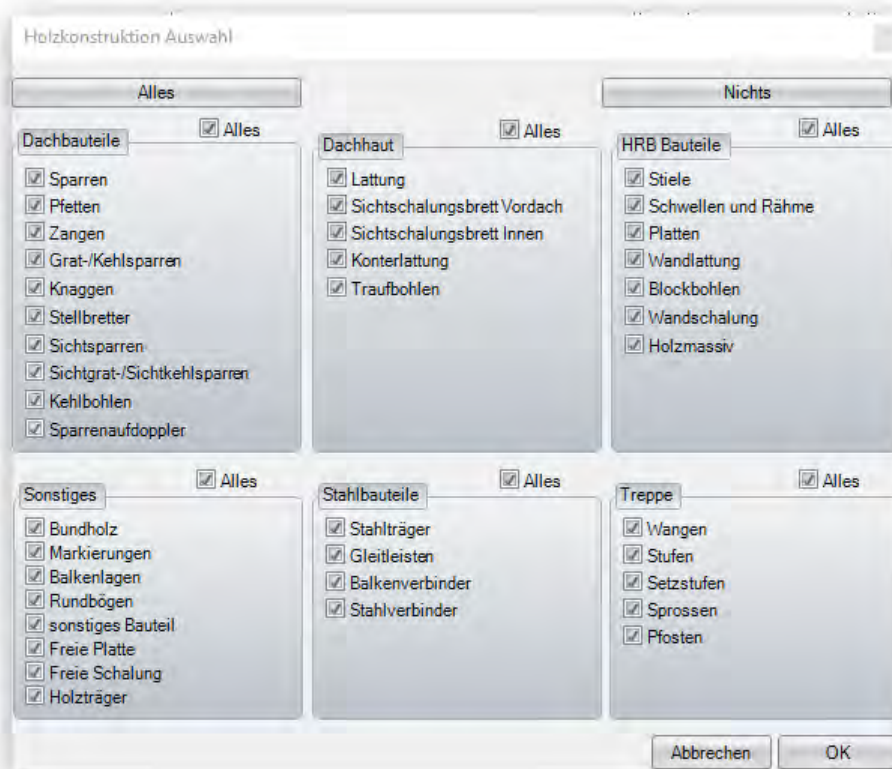 Holzkonstruktion Auswahl
Alles
Nichts
Alles
Dachbauteile
Sparren
Pfetten
Zangen
Grat-/Kehlsparren
Knaggen
Stellbretter
Sichtsparren
Sichtgrat-/Sichtkehlsparren
Kehlbohlen
Sparrenaufdoppler
Alles
Dachhaut
Lattung
Sichtschalungsbrett Vordach
Sichtschalungsbrett Innen
Konterlattung
Traufbohlen
Alles
HRB Bauteile
Stiele
Schwellen und Rähme
Platten
Wandlattung
Blockbohlen
Wandschalung
Holzmassiv
Alles
Sonstiges
Bundholz
Markierungen
Balkenlagen
Rundbögen
sonstiges Bauteil
Freie Platte
Freie Schalung
Holzträger
Alles
Stahlbauteile
Stahlträger
Gleitleisten
Balkenverbinder
Stahlverbinder
Alles
Treppe
Wangen
Stufen
Setzstufen
Sprossen
Pfosten
Abbrechen
OK